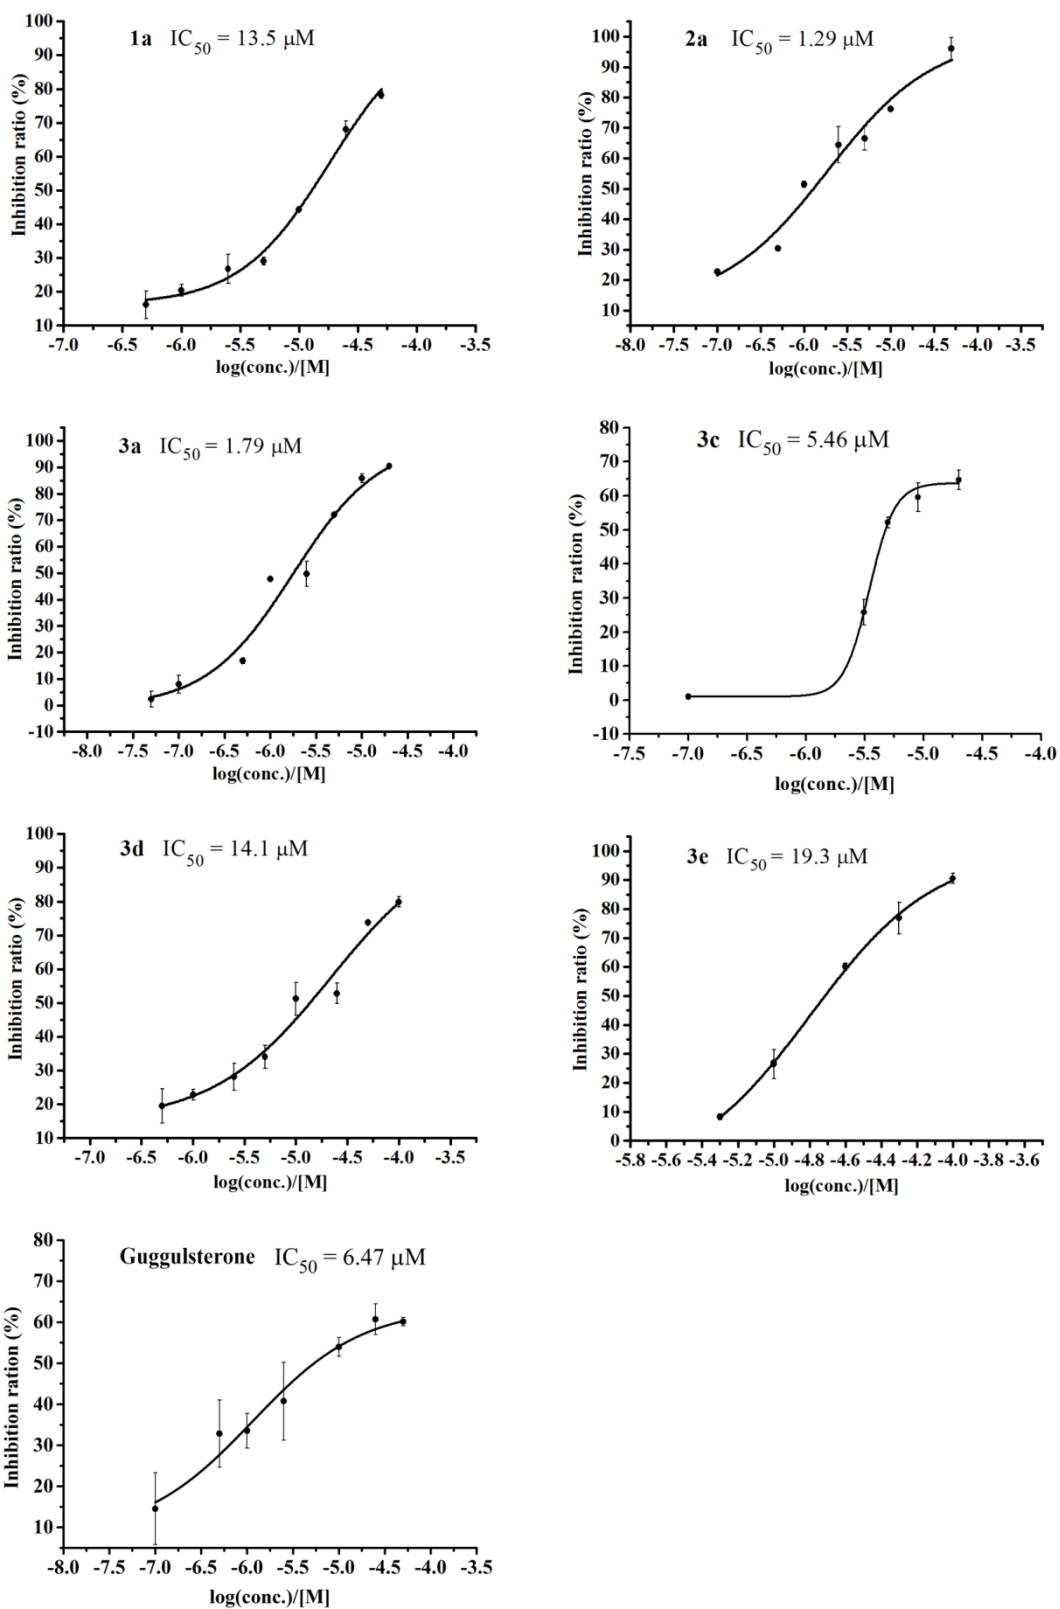 1a IC50 = 13.5 μM
100
90
80
70
60
50
40
30
20
10
Inhibition ratio (%)
-7.0 -6.5 -6.0 -5.5 -5.0 -4.5 -4.0 -3.5
log(conc.)/[M]
2a IC50 = 1.29 μM
100
90
80
70
60
50
40
30
20
10
Inhibition ratio (%)
-8.0 -7.5 -7.0 -6.5 -6.0 -5.5 -5.0 -4.5 -4.0 -3.5
log(conc.)/[M]
3a IC50 = 1.79 μM
100
90
80
70
60
50
40
30
20
10
0
-10
Inhibition ratio (%)
-8.0 -7.5 -7.0 -6.5 -6.0 -5.5 -5.0 -4.5 -4.0
log(conc.)/[M]
3c IC50 = 5.46 μM
80
70
60
50
40
30
20
10
0
-10
Inhibition ration (%)
-7.5 -7.0 -6.5 -6.0 -5.5 -5.0 -4.5 -4.0
log(conc.)/[M]
3d IC50 = 14.1 μM
100
90
80
70
60
50
40
30
20
10
Inhibition ratio (%)
-7.0 -6.5 -6.0 -5.5 -5.0 -4.5 -4.0 -3.5
log(conc.)/[M]
3e IC50 = 19.3 μM
100
90
80
70
60
50
40
30
20
10
0
Inhibition ratio (%)
-5.8 -5.6 -5.4 -5.2 -5.0 -4.8 -4.6 -4.4 -4.2 -4.0 -3.8 -3.6
log(conc.)/[M]
Guggulsterone IC50 = 6.47 μM
80
70
60
50
40
30
20
10
Inhibition ration (%)
-8.0 -7.5 -7.0 -6.5 -6.0 -5.5 -5.0 -4.5 -4.0 -3.5
log(conc.)/[M]